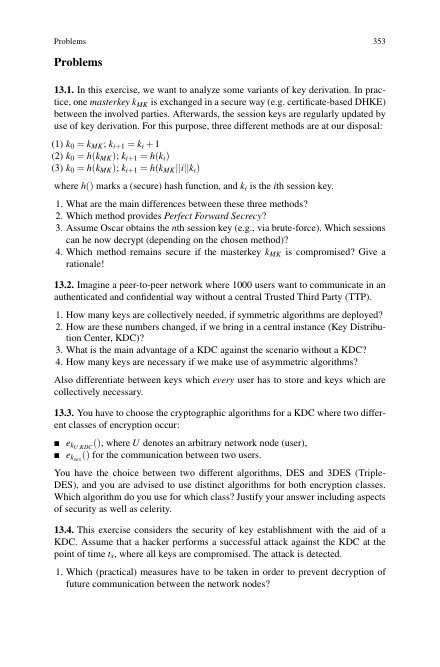 Problems 353
Problems
13.1. In this exercise, we want to analyze some variants of key derivation. In prac-
tice, one masterkey k_MK is exchanged in a secure way (e.g. certificate-based DHKE)
between the involved parties. Afterwards, the session keys are regularly updated by
use of key derivation. For this purpose, three different methods are at our disposal:
(1) k_0 = k_MK; k_{i+1} = k_i + 1
(2) k_0 = h(k_MK); k_{i+1} = h(k_i)
(3) k_0 = h(k_MK); k_{i+1} = h(k_MK||i||k_i)
where h() marks a (secure) hash function, and k_i is the ith session key.
1. What are the main differences between these three methods?
2. Which method provides Perfect Forward Secrecy?
3. Assume Oscar obtains the nth session key (e.g., via brute-force). Which sessions
can he now decrypt (depending on the chosen method)?
4. Which method remains secure if the masterkey k_MK is compromised? Give a
rationale!
13.2. Imagine a peer-to-peer network where 1000 users want to communicate in an
authenticated and confidential way without a central Trusted Third Party (TTP).
1. How many keys are collectively needed, if symmetric algorithms are deployed?
2. How are these numbers changed, if we bring in a central instance (Key Distribu-
tion Center, KDC)?
3. What is the main advantage of a KDC against the scenario without a KDC?
4. How many keys are necessary if we make use of asymmetric algorithms?
Also differentiate between keys which every user has to store and keys which are
collectively necessary.
13.3. You have to choose the cryptographic algorithms for a KDC where two differ-
ent classes of encryption occur:
■ e_{k_{U,KDC}}(), where U denotes an arbitrary network node (user),
■ e_{k_{ses}}() for the communication between two users.
You have the choice between two different algorithms, DES and 3DES (Triple-
DES), and you are advised to use distinct algorithms for both encryption classes.
Which algorithm do you use for which class? Justify your answer including aspects
of security as well as celerity.
13.4. This exercise considers the security of key establishment with the aid of a
KDC. Assume that a hacker performs a successful attack against the KDC at the
point of time t_x, where all keys are compromised. The attack is detected.
1. Which (practical) measures have to be taken in order to prevent decryption of
future communication between the network nodes?